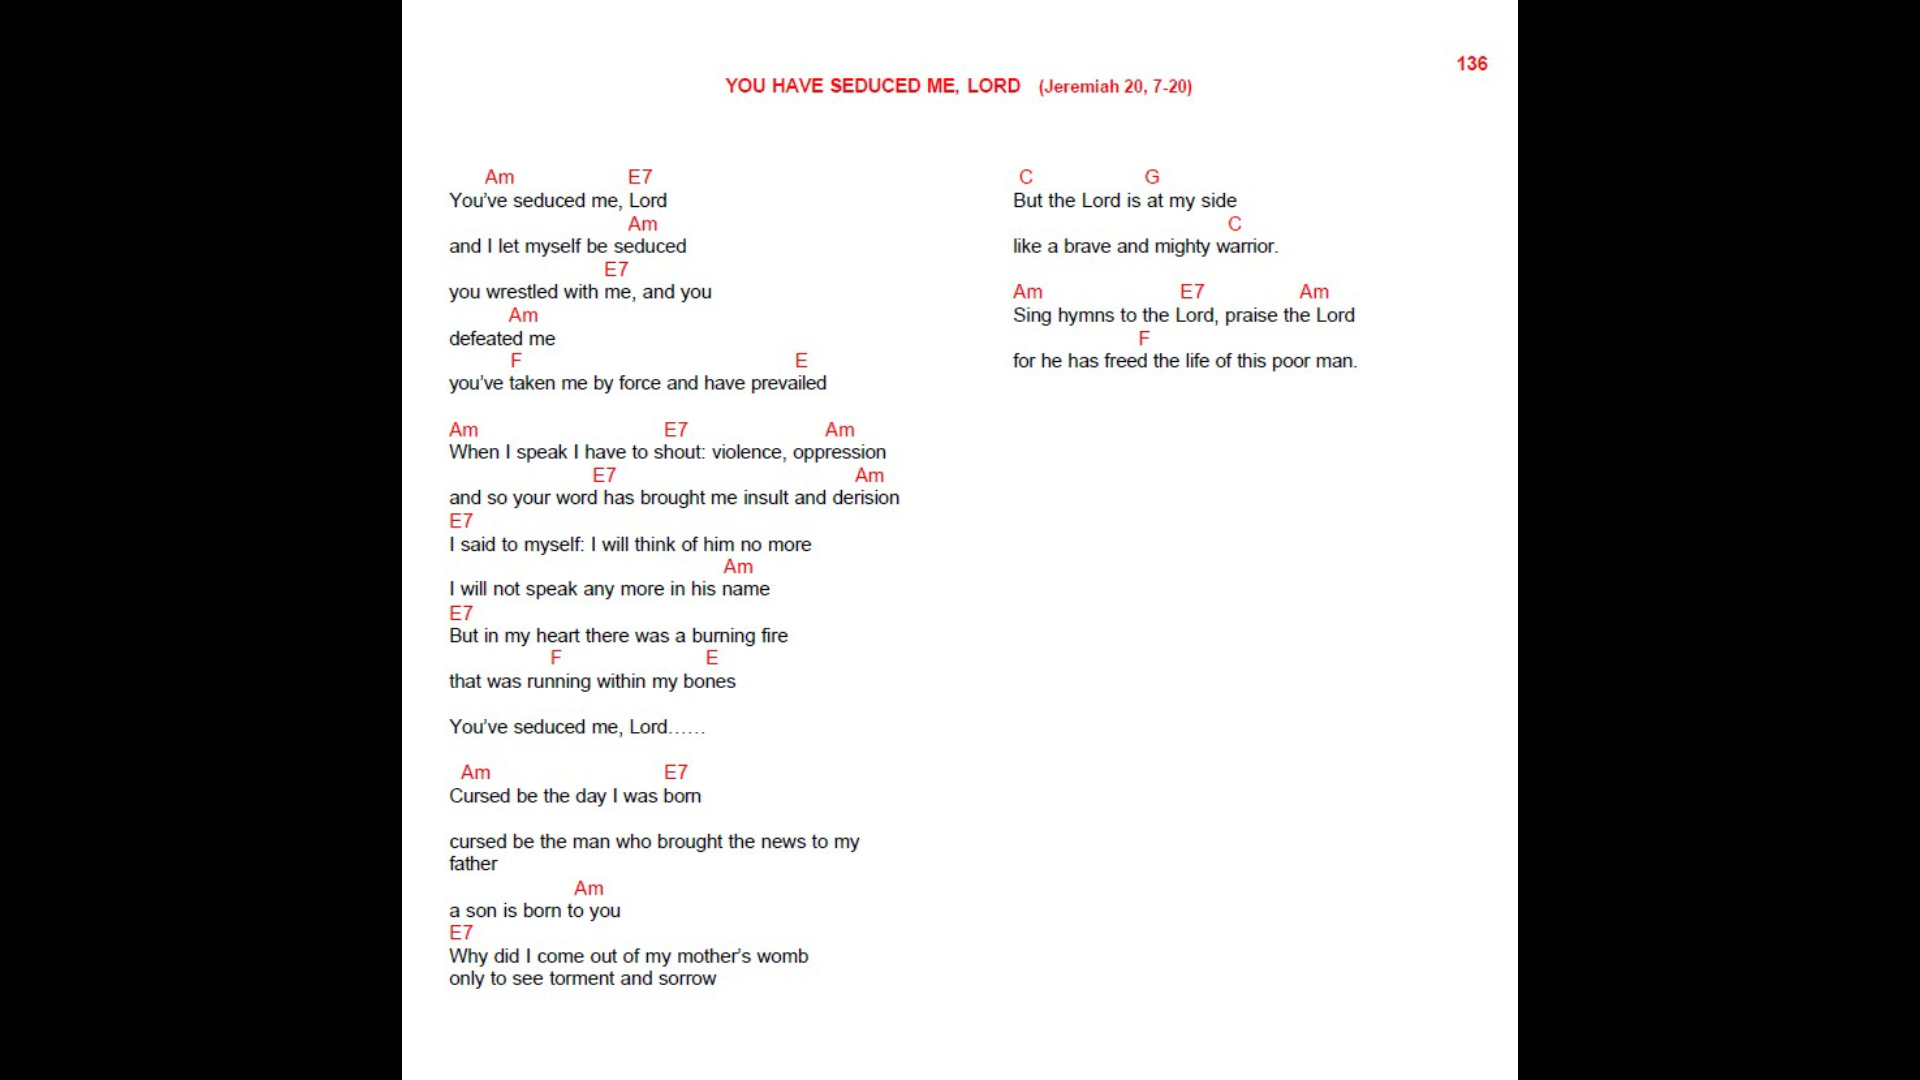 136
YOU HAVE SEDUCED ME, LORD (Jeremiah 20, 7-20)
Am E7
You've seduced me, Lord
Am
and I let myself be seduced
E7
you wrestled with me, and you
Am
defeated me
F E
you've taken me by force and have prevailed
Am E7 Am
When I speak I have to shout: violence, oppression
E7 Am
and so your word has brought me insult and derision
E7
I said to myself: I will think of him no more
Am
I will not speak any more in his name
E7
But in my heart there was a burning fire
F E
that was running within my bones
You've seduced me, Lord……
Am E7
Cursed be the day I was born
cursed be the man who brought the news to my
father
Am
a son is born to you
E7
Why did I come out of my mother's womb
only to see torment and sorrow
C G
But the Lord is at my side
C
like a brave and mighty warrior.
Am E7 Am
Sing hymns to the Lord, praise the Lord
F
for he has freed the life of this poor man.